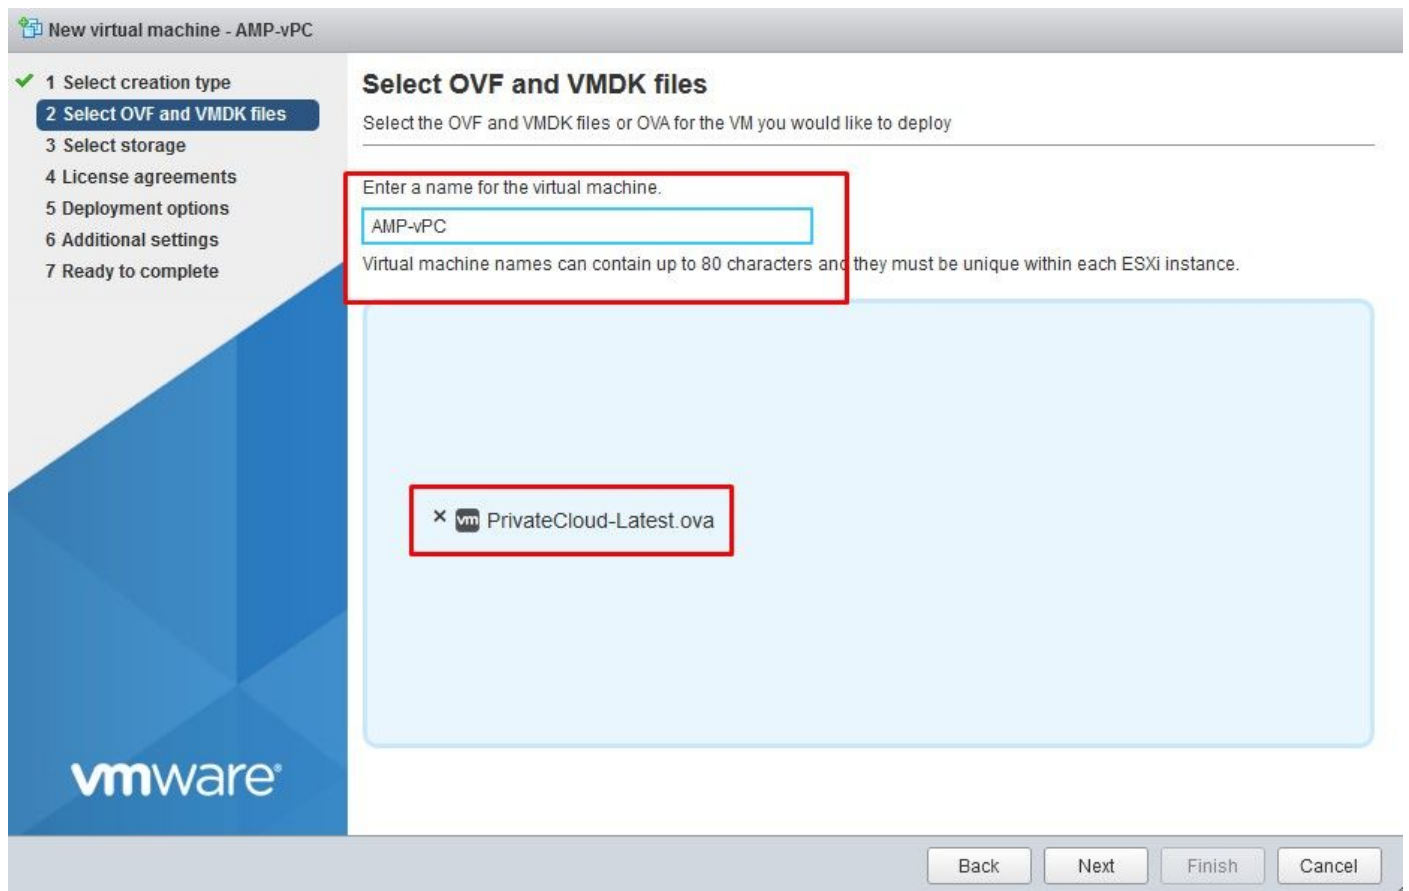 New virtual machine - AMP-vPC
1 Select creation type
2 Select OVF and VMDK files
3 Select storage
4 License agreements
5 Deployment options
6 Additional settings
7 Ready to complete
vmware®
Select OVF and VMDK files
Select the OVF and VMDK files or OVA for the VM you would like to deploy
Enter a name for the virtual machine.
AMP-vPC
Virtual machine names can contain up to 80 characters and they must be unique within each ESXi instance.
× vm PrivateCloud-Latest.ova
Back Next Finish Cancel